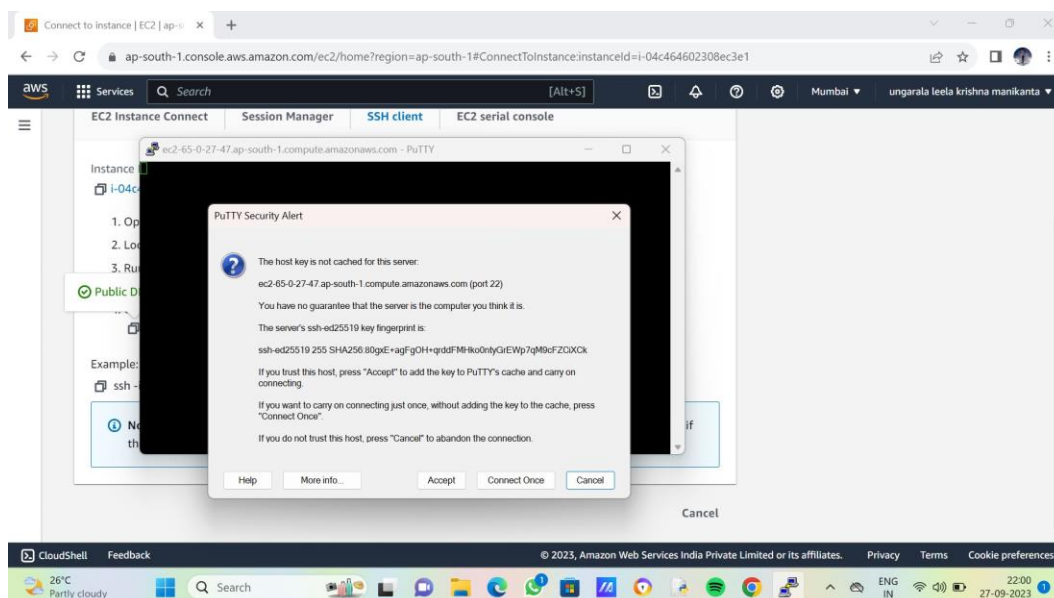 Connect to instance | EC2 | ap-s
ap-south-1.console.aws.amazon.com/ec2/home?region=ap-south-1#ConnectToInstance:instanceId=i-04c464602308ec3e1
aws
Services
Search
[Alt+S]
Mumbai
ungarala leela krishna manikanta
EC2 Instance Connect
Session Manager
SSH client
EC2 serial console
ec2-65-0-27-47.ap-south-1.compute.amazonaws.com - PuTTY
Instance
i-04c
1. Op
2. Loc
3. Ru
Public D
Example:
ssh -i
No
th
if
PuTTY Security Alert
The host key is not cached for this server:
ec2-65-0-27-47.ap-south-1.compute.amazonaws.com (port 22)
You have no guarantee that the server is the computer you think it is.
The server's ssh-ed25519 key fingerprint is:
ssh-ed25519 255 SHA256:80gxE+agFgOH+qrddFMHko0ntyGrEWp7qM9cFZCiXCk
If you trust this host, press "Accept" to add the key to PuTTY's cache and carry on
connecting.
If you want to carry on connecting just once, without adding the key to the cache, press
"Connect Once".
If you do not trust this host, press "Cancel" to abandon the connection.
Help
More info...
Accept
Connect Once
Cancel
Cancel
CloudShell
Feedback
© 2023, Amazon Web Services India Private Limited or its affiliates.
Privacy
Terms
Cookie preferences
26°C
Partly cloudy
Search
ENG
IN
22:00
27-09-2023